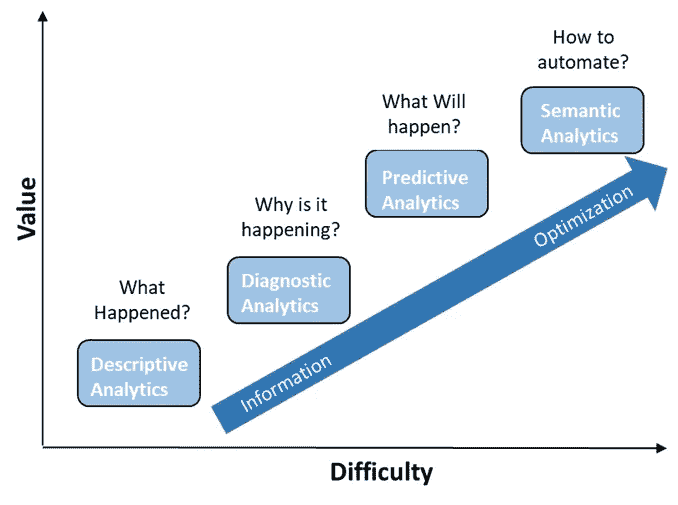 How to
automate?
Semantic
Analytics
What Will
happen?
Predictive
Analytics
Why is it
happening?
Diagnostic
Analytics
What
Happened?
Descriptive
Analytics
Information
Optimization
Value
Difficulty